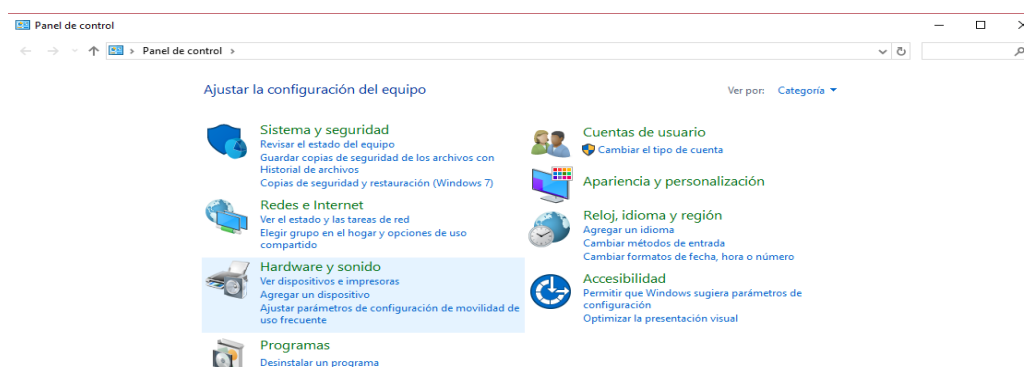 Panel de control
Panel de control
Ajustar la configuración del equipo
Ver por: Categoría
Sistema y seguridad
Revisar el estado del equipo
Guardar copias de seguridad de los archivos con
Historial de archivos
Copias de seguridad y restauración (Windows 7)
Redes e Internet
Ver el estado y las tareas de red
Elegir grupo en el hogar y opciones de uso
compartido
Hardware y sonido
Ver dispositivos e impresoras
Agregar un dispositivo
Ajustar parámetros de configuración de movilidad de
uso frecuente
Programas
Desinstalar un programa
Cuentas de usuario
Cambiar el tipo de cuenta
Apariencia y personalización
Reloj, idioma y región
Agregar un idioma
Cambiar métodos de entrada
Cambiar formatos de fecha, hora o número
Accesibilidad
Permitir que Windows sugiera parámetros de
configuración
Optimizar la presentación visual